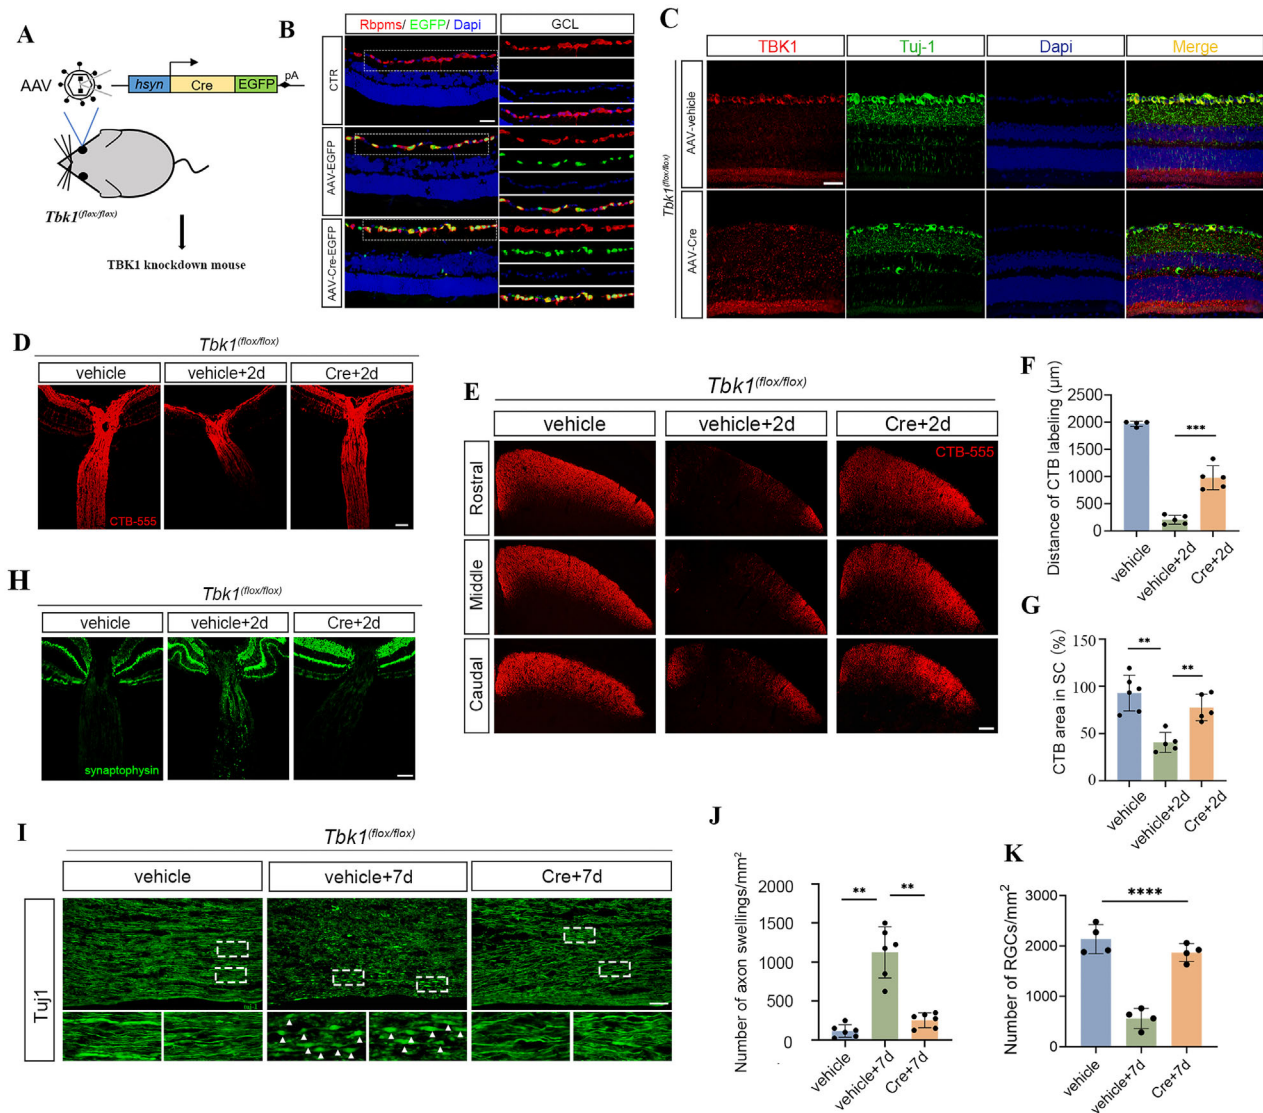 A
AAV
hsyn
Cre
EGFP
pA
Tbk1(flox/flox)
TBK1 knockdown mouse
B
Rbpms/ EGFP/ Dapi
GCL
CTR
AAV-EGFP
AAV-Cre-EGFP
C
TBK1
Tuj-1
Dapi
Merge
Tbk1(flox/flox)
AAV-vehicle
AAV-Cre
D
Tbk1(flox/flox)
vehicle
vehicle+2d
Cre+2d
CTB-555
E
Tbk1(flox/flox)
vehicle
vehicle+2d
Cre+2d
CTB-555
Rostral
Middle
Caudal
F
Distance of CTB labeling (μm)
2500
2000
1500
1000
500
0
***
vehicle
vehicle+2d
Cre+2d
G
CTB area in SC (%)
150
100
50
0
**
**
vehicle
vehicle+2d
Cre+2d
H
Tbk1(flox/flox)
vehicle
vehicle+2d
Cre+2d
synaptophysin
I
Tbk1(flox/flox)
vehicle
vehicle+7d
Cre+7d
Tuj1
tuj-1
J
Number of axon swellings/mm²
2000
1500
1000
500
0
**
**
vehicle
vehicle+7d
Cre+7d
K
Number of RGCs/mm²
3000
2000
1000
0
****
vehicle
vehicle+7d
Cre+7d